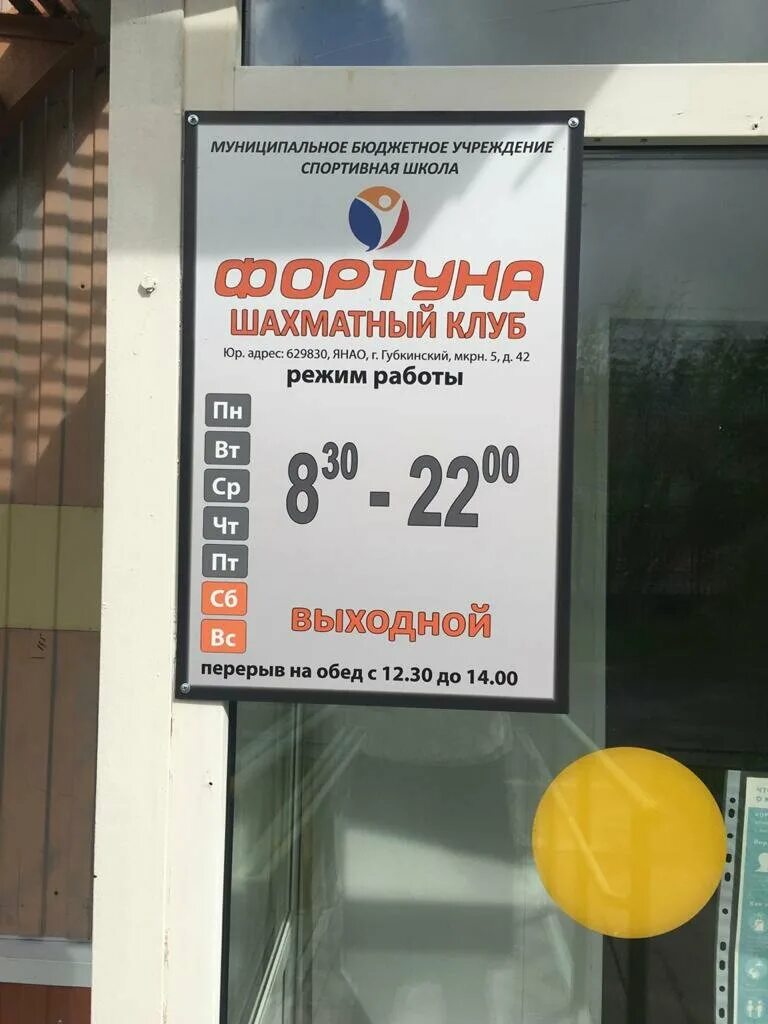 МУНИЦИПАЛЬНОЕ БЮДЖЕТНОЕ УЧРЕЖДЕНИЕ
СПОРТИВНАЯ ШКОЛА
ФОРТУНА
ШАХМАТНЫЙ КЛУБ
Юр. адрес: 629830, ЯНАО, г. Губкинский, мкрн. 5, д. 42
режим работы
Пн
Вт
Ср
Чт
Пт
8³⁰ - 22⁰⁰
Сб
Вс
выходной
перерыв на обед с 12.30 до 14.00